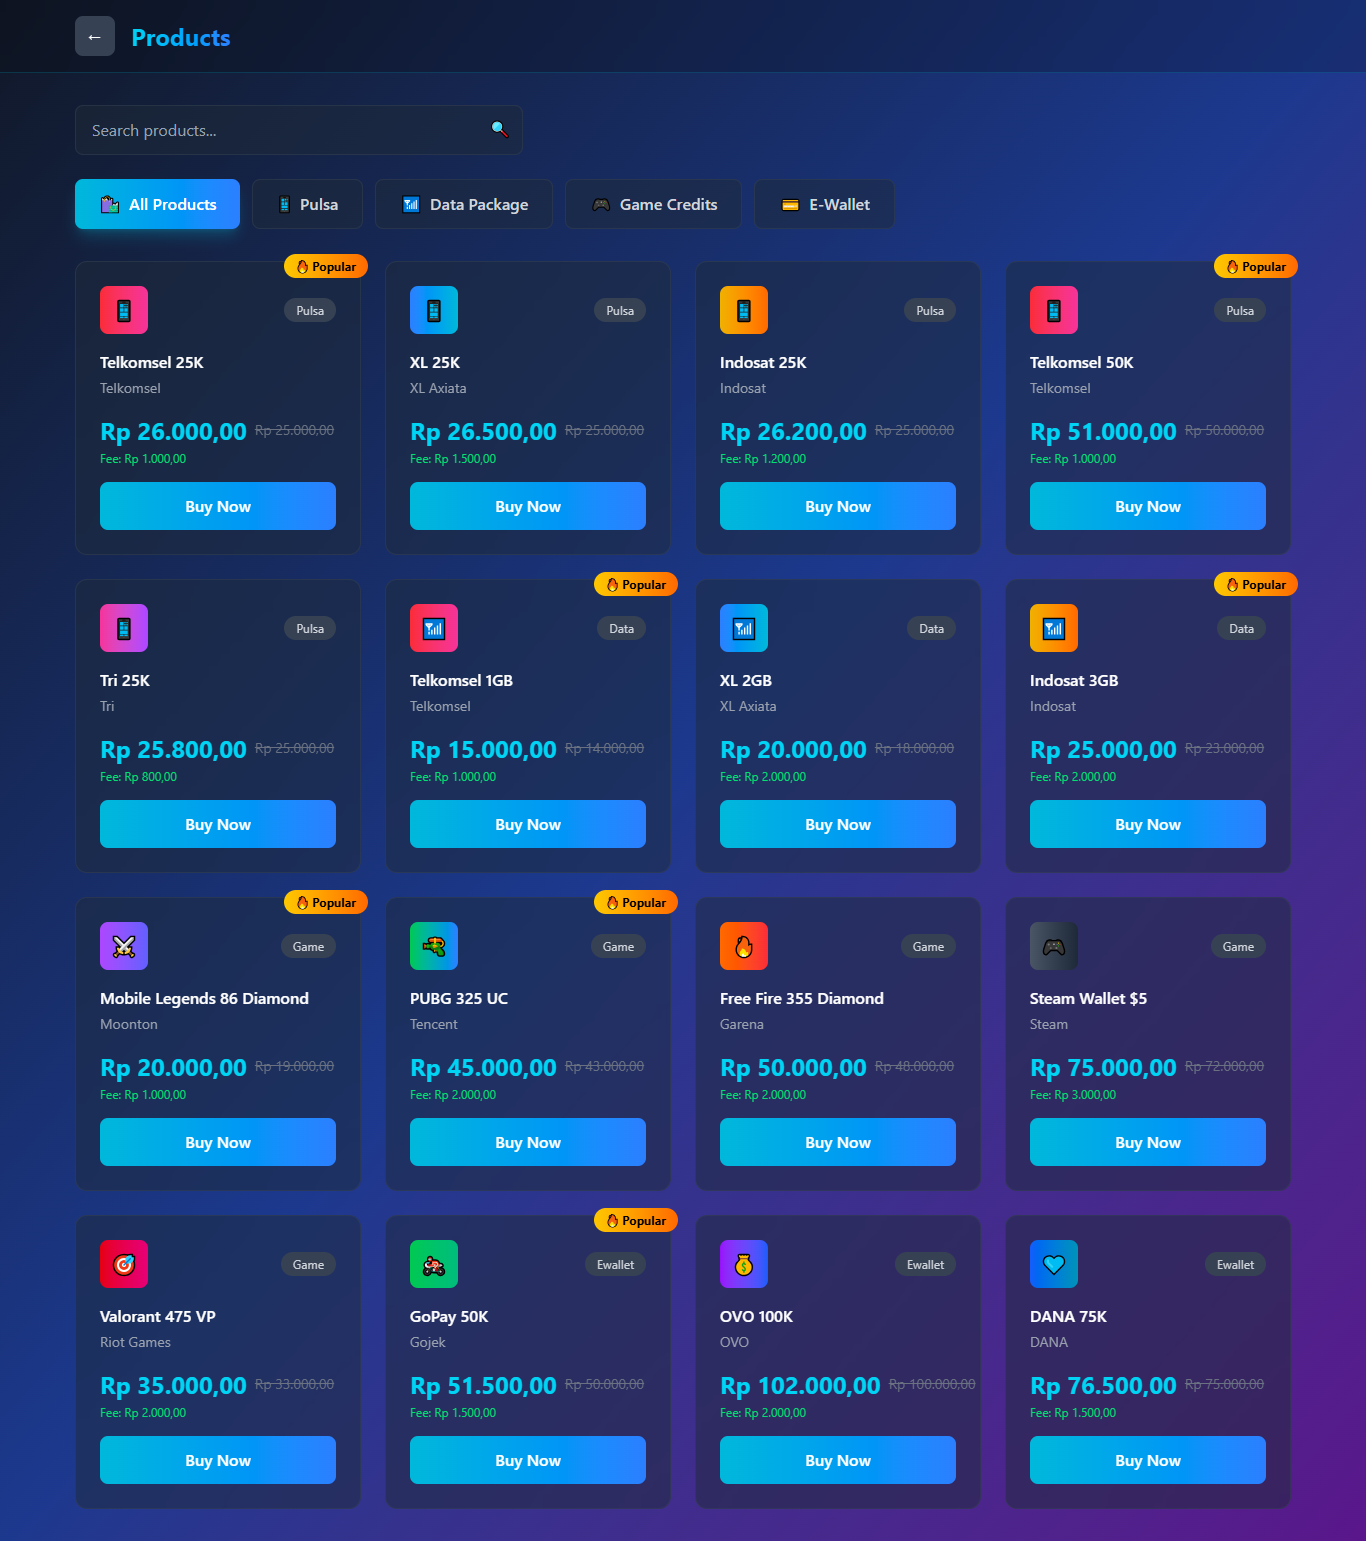 ← Products
Search products...
All Products Pulsa Data Package Game Credits E-Wallet
Popular
Pulsa
Telkomsel 25K
Telkomsel
Rp 26.000,00 Rp 25.000,00
Fee: Rp 1.000,00
Buy Now
Pulsa
XL 25K
XL Axiata
Rp 26.500,00 Rp 25.000,00
Fee: Rp 1.500,00
Buy Now
Pulsa
Indosat 25K
Indosat
Rp 26.200,00 Rp 25.000,00
Fee: Rp 1.200,00
Buy Now
Popular
Pulsa
Telkomsel 50K
Telkomsel
Rp 51.000,00 Rp 50.000,00
Fee: Rp 1.000,00
Buy Now
Pulsa
Tri 25K
Tri
Rp 25.800,00 Rp 25.000,00
Fee: Rp 800,00
Buy Now
Popular
Data
Telkomsel 1GB
Telkomsel
Rp 15.000,00 Rp 14.000,00
Fee: Rp 1.000,00
Buy Now
Data
XL 2GB
XL Axiata
Rp 20.000,00 Rp 18.000,00
Fee: Rp 2.000,00
Buy Now
Popular
Data
Indosat 3GB
Indosat
Rp 25.000,00 Rp 23.000,00
Fee: Rp 2.000,00
Buy Now
Popular
Game
Mobile Legends 86 Diamond
Moonton
Rp 20.000,00 Rp 19.000,00
Fee: Rp 1.000,00
Buy Now
Popular
Game
PUBG 325 UC
Tencent
Rp 45.000,00 Rp 43.000,00
Fee: Rp 2.000,00
Buy Now
Game
Free Fire 355 Diamond
Garena
Rp 50.000,00 Rp 48.000,00
Fee: Rp 2.000,00
Buy Now
Game
Steam Wallet $5
Steam
Rp 75.000,00 Rp 72.000,00
Fee: Rp 3.000,00
Buy Now
Game
Valorant 475 VP
Riot Games
Rp 35.000,00 Rp 33.000,00
Fee: Rp 2.000,00
Buy Now
Popular
Ewallet
GoPay 50K
Gojek
Rp 51.500,00 Rp 50.000,00
Fee: Rp 1.500,00
Buy Now
Ewallet
OVO 100K
OVO
Rp 102.000,00 Rp 100.000,00
Fee: Rp 2.000,00
Buy Now
Ewallet
DANA 75K
DANA
Rp 76.500,00 Rp 75.000,00
Fee: Rp 1.500,00
Buy Now